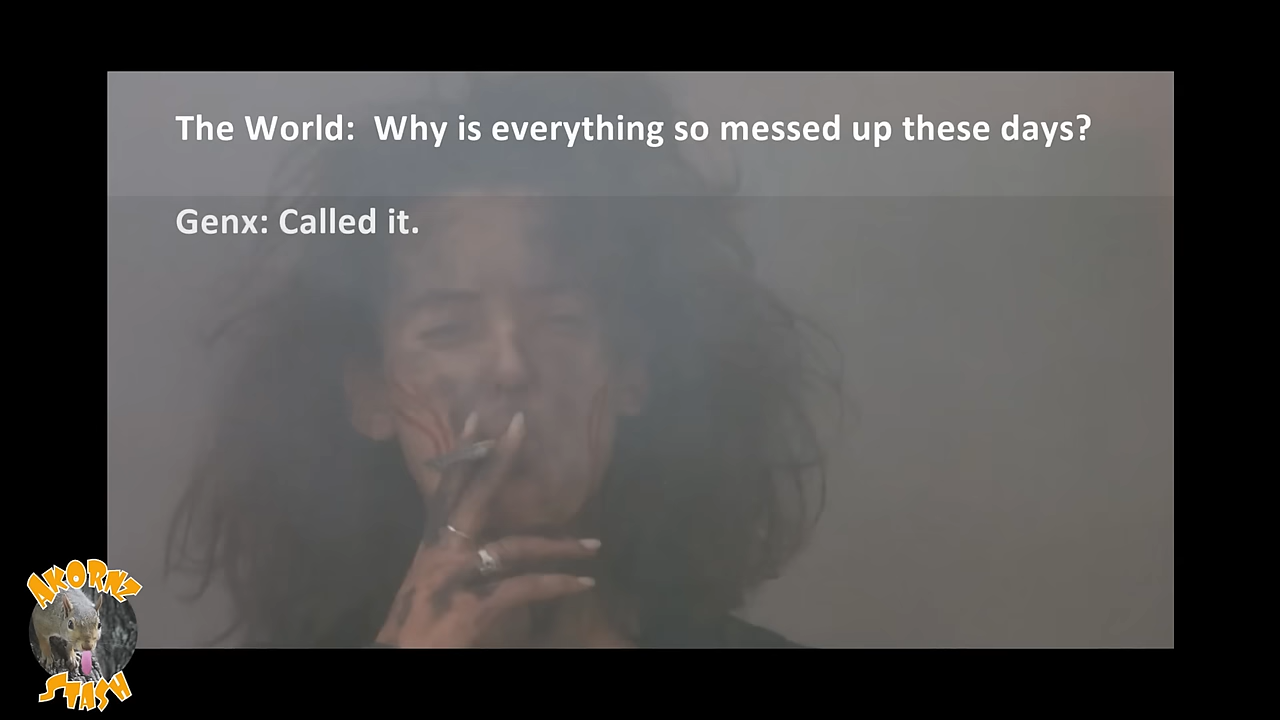 The World:  Why is everything so messed up these days?
Genx: Called it.
AKORNZ
STASH